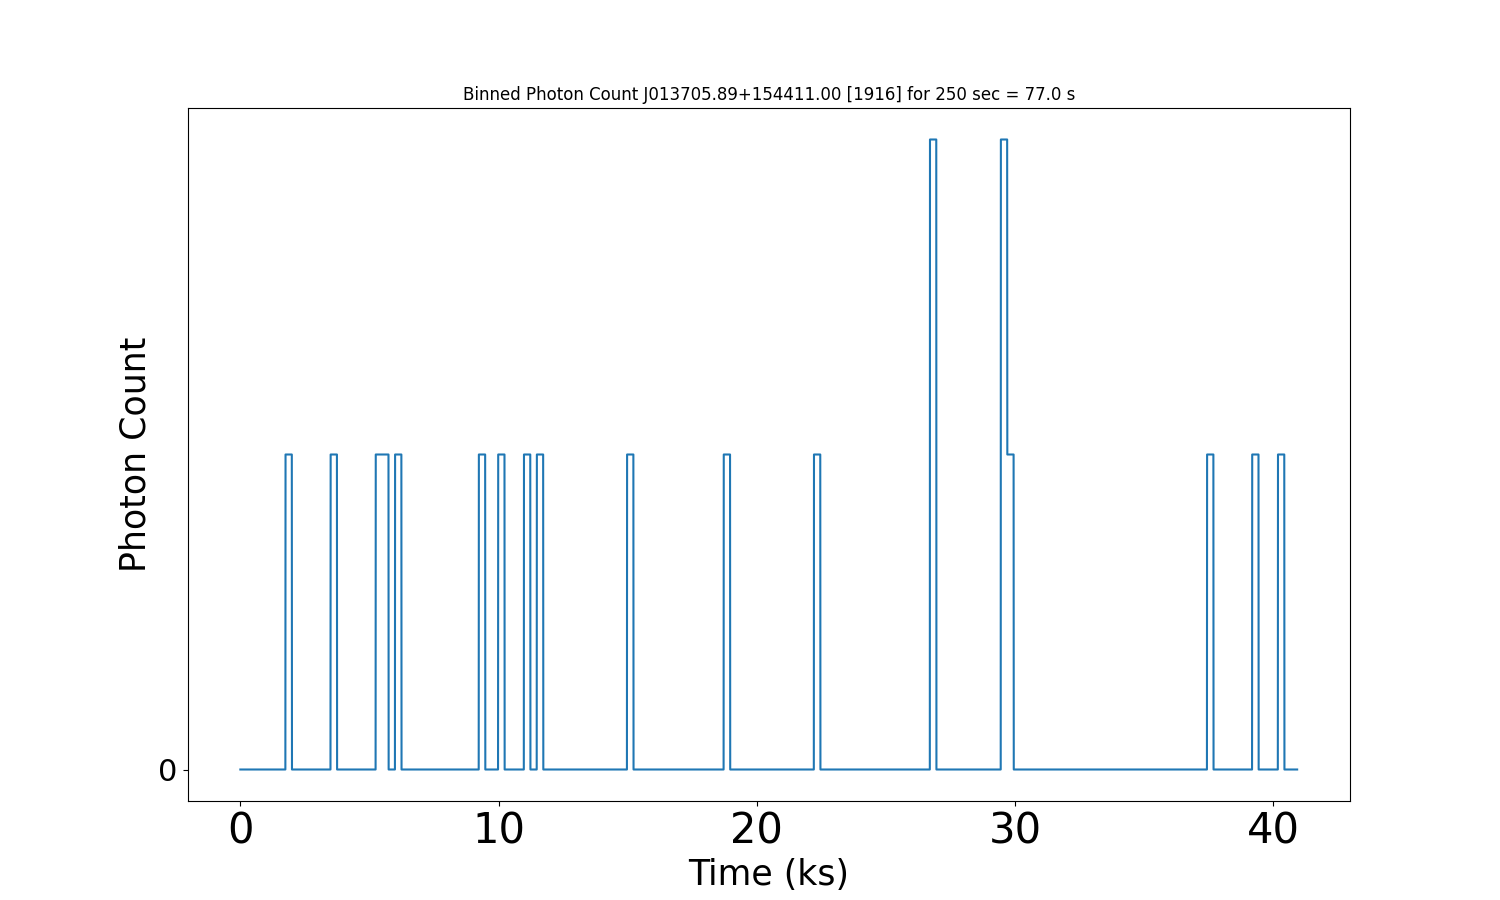 Binned Photon Count J013705.89+154411.00 [1916] for 250 sec = 77.0 s
Photon Count
0
0 10 20 30 40
Time (ks)